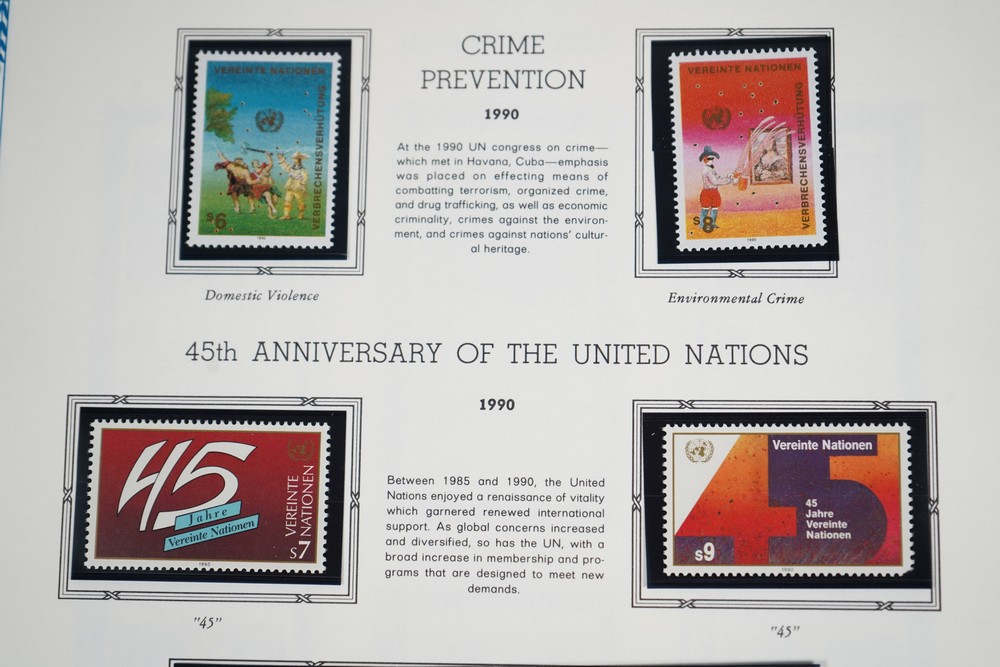 CRIME
PREVENTION
1990
At the 1990 UN congress on crime—
which met in Havana, Cuba—emphasis
was placed on effecting means of
combatting terrorism, organized crime,
and drug trafficking, as well as economic
criminality, crimes against the environ-
ment, and crimes against nations' cultur-
al heritage.
VEREINTE NATIONEN
VERBRECHENSVERHÜTUNG
S6
1990
Domestic Violence
VEREINTE NATIONEN
VERBRECHENSVERHÜTUNG
S8
1990
Environmental Crime
45th ANNIVERSARY OF THE UNITED NATIONS
1990
Between 1985 and 1990, the United
Nations enjoyed a renaissance of vitality
which garnered renewed international
support. As global concerns increased
and diversified, so has the UN, with a
broad increase in membership and pro-
grams that are designed to meet new
demands.
45
Jahre
Vereinte Nationen
VEREINTE
NATIONEN
S7
1990
"45"
45
Vereinte Nationen
45
Jahre
Vereinte
Nationen
S9
1990
"45"